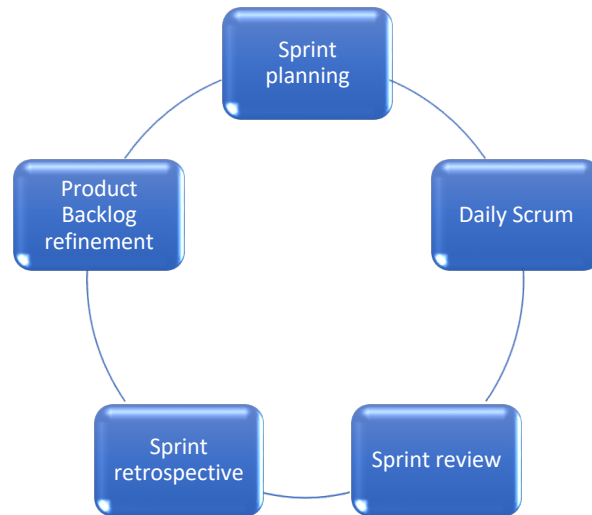 Sprint
planning
Daily Scrum
Sprint review
Sprint
retrospective
Product
Backlog
refinement